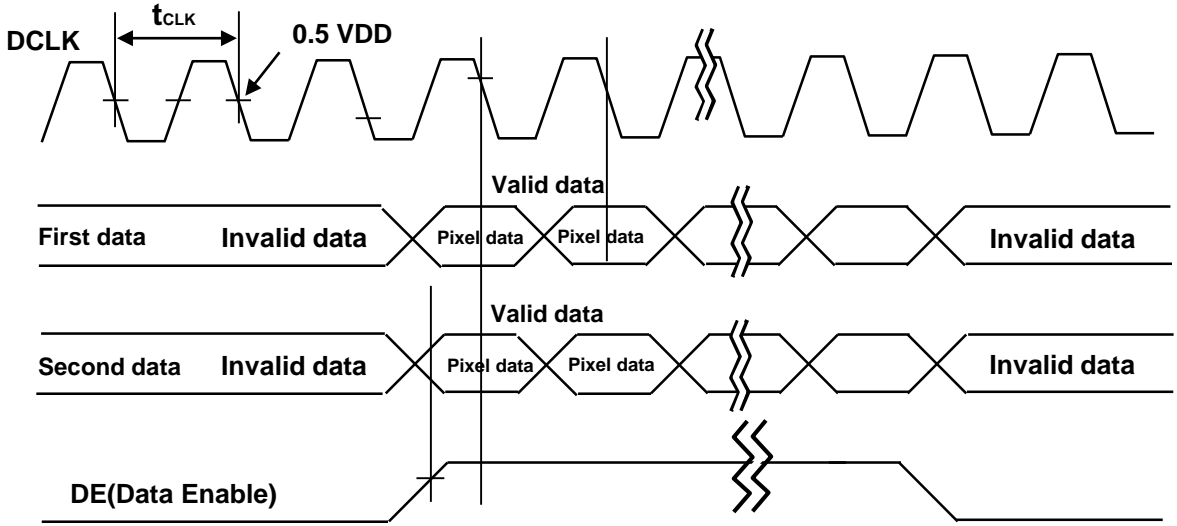 tCLK
DCLK
0.5 VDD
Valid data
First data Invalid data Pixel data Pixel data Invalid data
Valid data
Second data Invalid data Pixel data Pixel data Invalid data
DE(Data Enable)